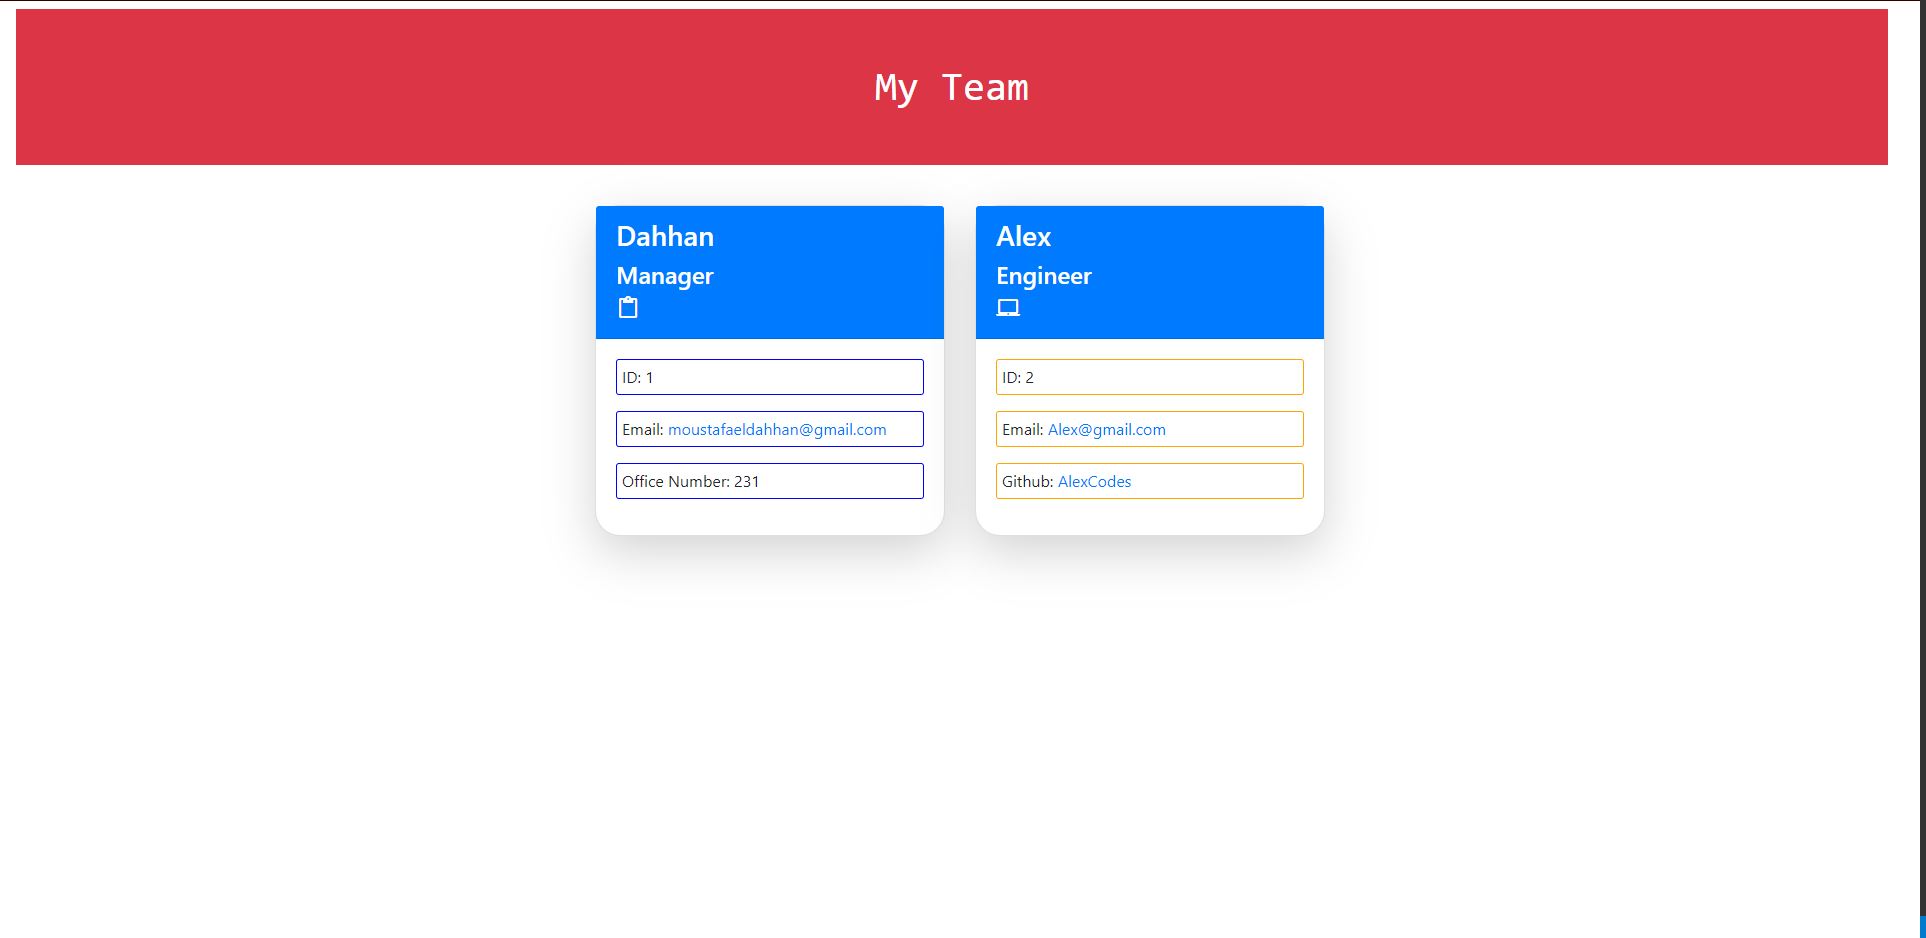 My Team
Dahhan
Manager
ID: 1
Email: moustafaeldahhan@gmail.com
Office Number: 231
Alex
Engineer
ID: 2
Email: Alex@gmail.com
Github: AlexCodes